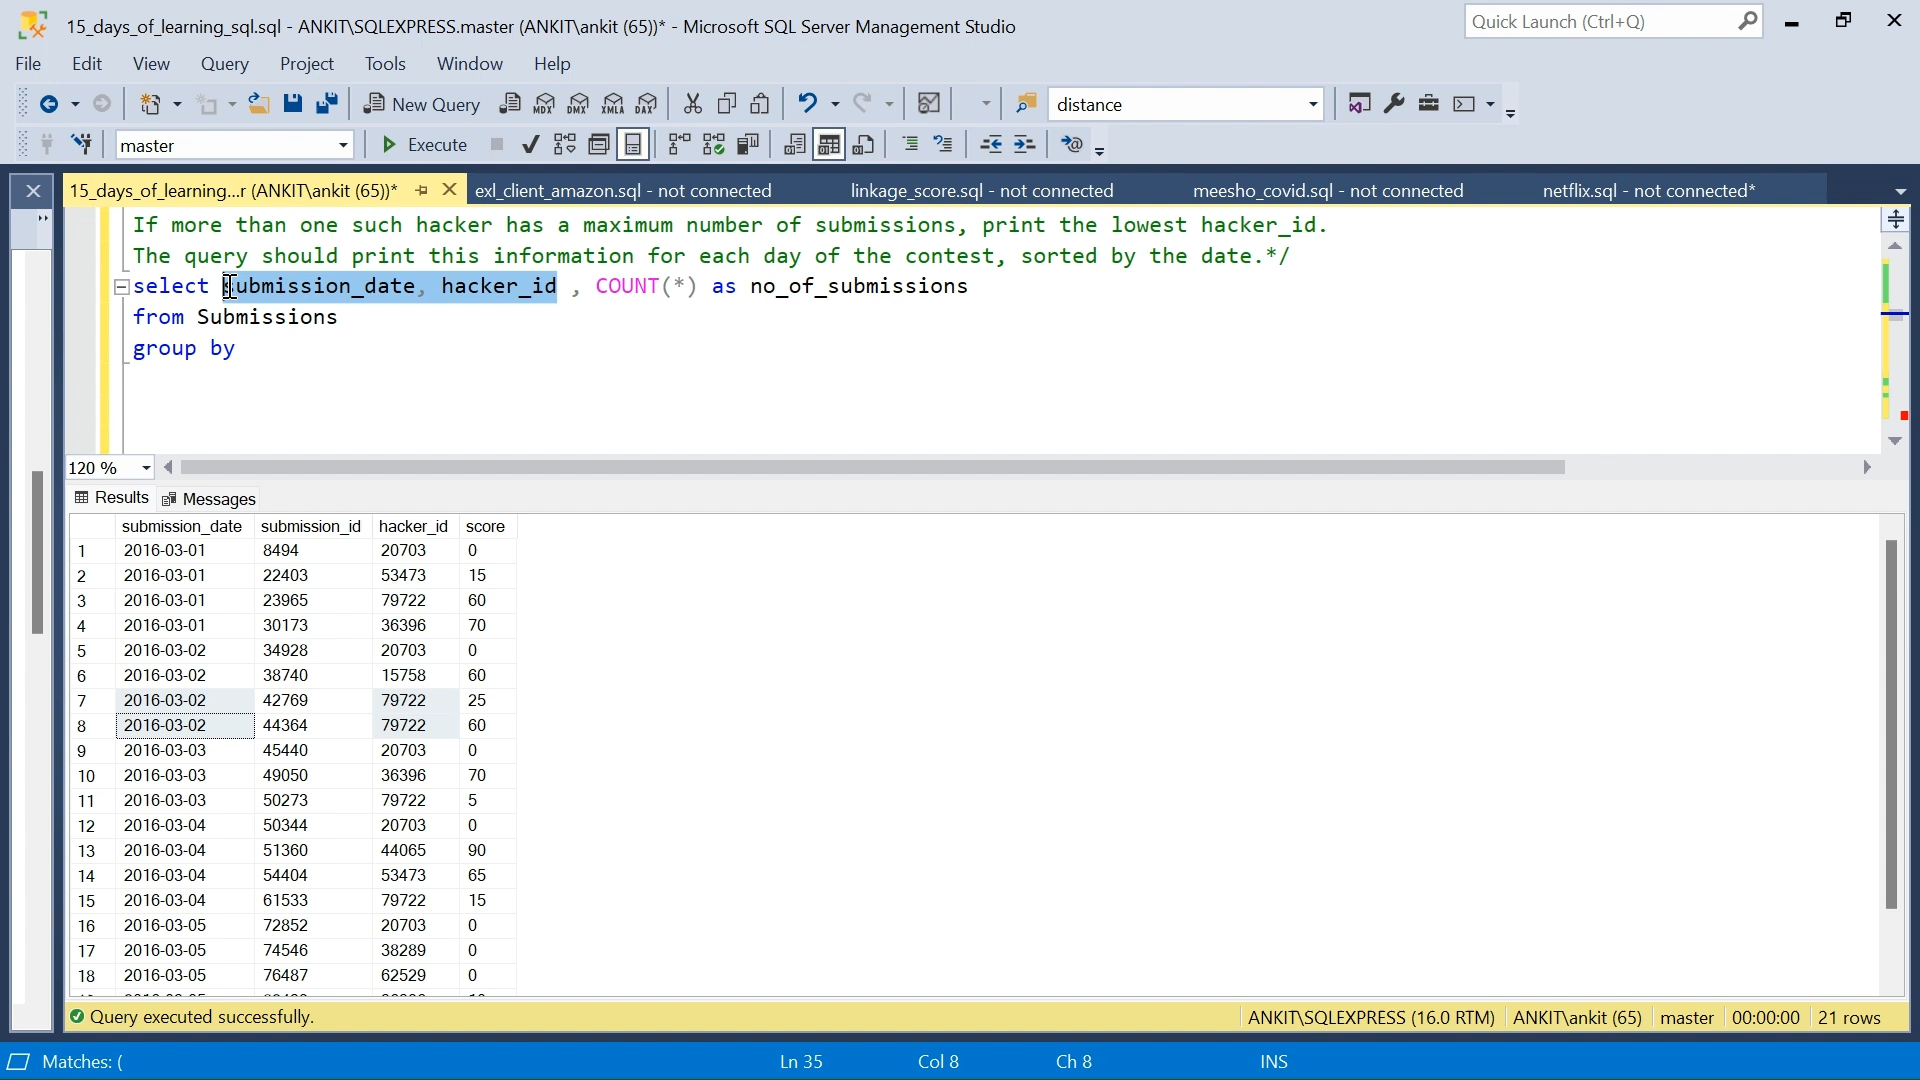 15_days_of_learning_sql.sql - ANKIT\SQLEXPRESS.master (ANKIT\ankit (65))* - Microsoft SQL Server Management Studio
Quick Launch (Ctrl+Q)
File Edit View Query Project Tools Window Help
New Query MDX DMX XMLA DAX distance
master Execute
15_days_of_learning...r (ANKIT\ankit (65))* exl_client_amazon.sql - not connected linkage_score.sql - not connected meesho_covid.sql - not connected netflix.sql - not connected*
If more than one such hacker has a maximum number of submissions, print the lowest hacker_id.
The query should print this information for each day of the contest, sorted by the date.*/
select submission_date, hacker_id , COUNT(*) as no_of_submissions
from Submissions
group by
120 %
Results Messages
submission_date submission_id hacker_id score
1 2016-03-01 8494 20703 0
2 2016-03-01 22403 53473 15
3 2016-03-01 23965 79722 60
4 2016-03-01 30173 36396 70
5 2016-03-02 34928 20703 0
6 2016-03-02 38740 15758 60
7 2016-03-02 42769 79722 25
8 2016-03-02 44364 79722 60
9 2016-03-03 45440 20703 0
10 2016-03-03 49050 36396 70
11 2016-03-03 50273 79722 5
12 2016-03-04 50344 20703 0
13 2016-03-04 51360 44065 90
14 2016-03-04 54404 53473 65
15 2016-03-04 61533 79722 15
16 2016-03-05 72852 20703 0
17 2016-03-05 74546 38289 0
18 2016-03-05 76487 62529 0
Query executed successfully. ANKIT\SQLEXPRESS (16.0 RTM) ANKIT\ankit (65) master 00:00:00 21 rows
Matches: ( Ln 35 Col 8 Ch 8 INS